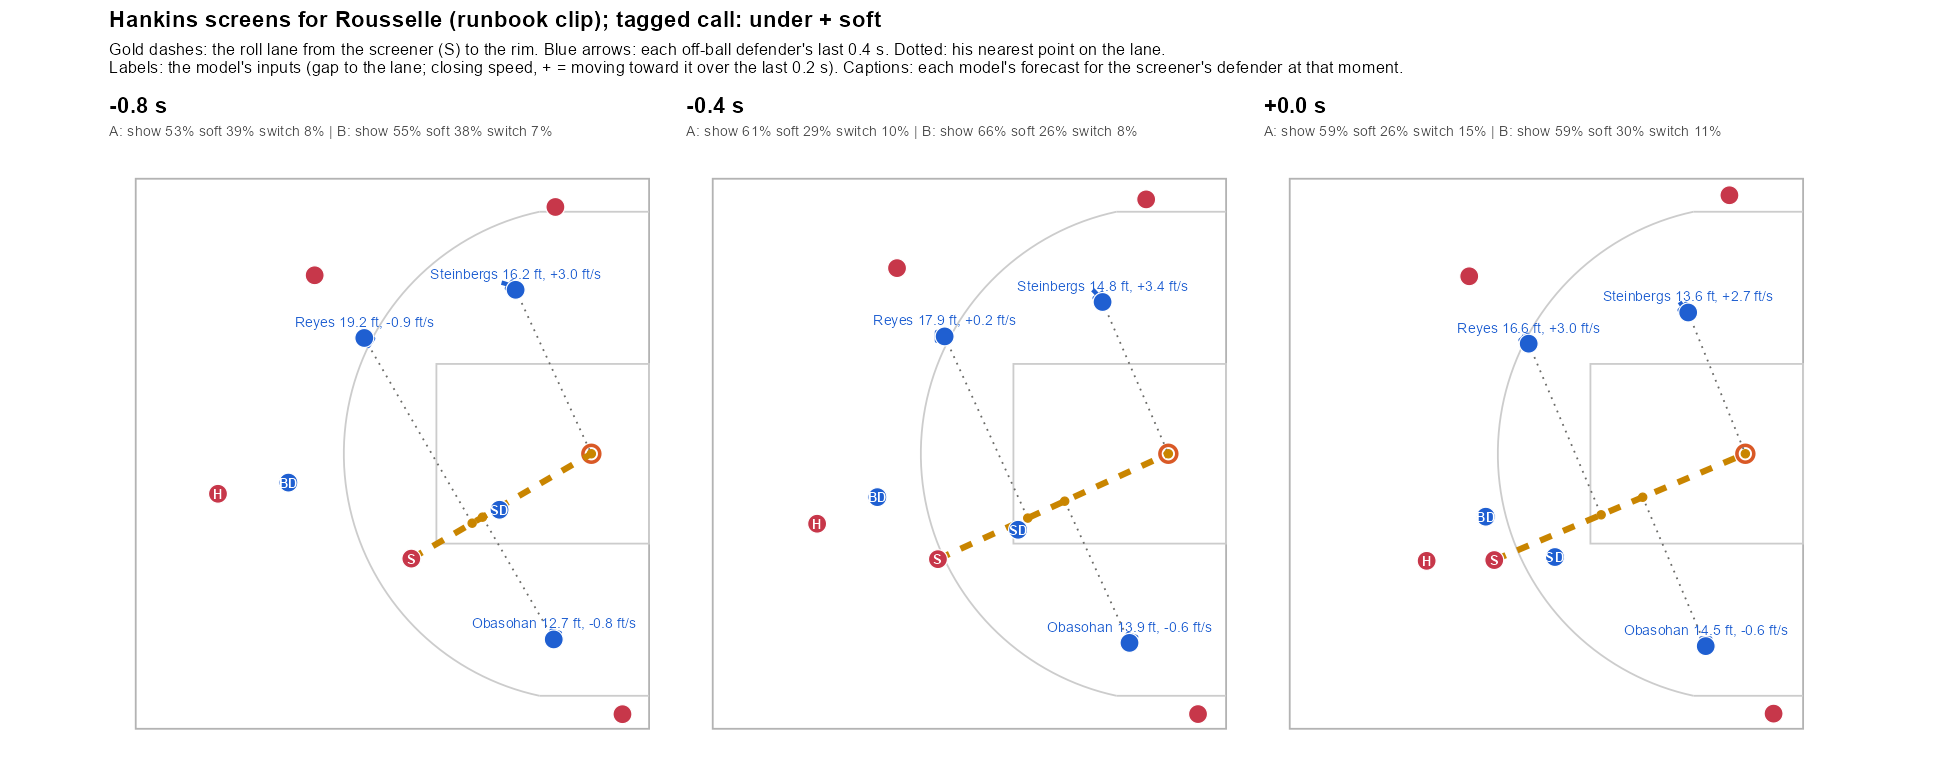 Hankins screens for Rousselle (runbook clip); tagged call: under + soft
Gold dashes: the roll lane from the screener (S) to the rim. Blue arrows: each off-ball defender's last 0.4 s. Dotted: his nearest point on the lane.
Labels: the model's inputs (gap to the lane; closing speed, + = moving toward it over the last 0.2 s). Captions: each model's forecast for the screener's defender at that moment.
-0.8 s
A: show 53% soft 39% switch 8% | B: show 55% soft 38% switch 7%
Steinbergs 16.2 ft, +3.0 ft/s
Reyes 19.2 ft, -0.9 ft/s
BD
H
SD
S
Obasohan 12.7 ft, -0.8 ft/s
-0.4 s
A: show 61% soft 29% switch 10% | B: show 66% soft 26% switch 8%
Steinbergs 14.8 ft, +3.4 ft/s
Reyes 17.9 ft, +0.2 ft/s
BD
H
SD
S
Obasohan 13.9 ft, -0.6 ft/s
+0.0 s
A: show 59% soft 26% switch 15% | B: show 59% soft 30% switch 11%
Steinbergs 13.6 ft, +2.7 ft/s
Reyes 16.6 ft, +3.0 ft/s
BD
H
S
SD
Obasohan 14.5 ft, -0.6 ft/s